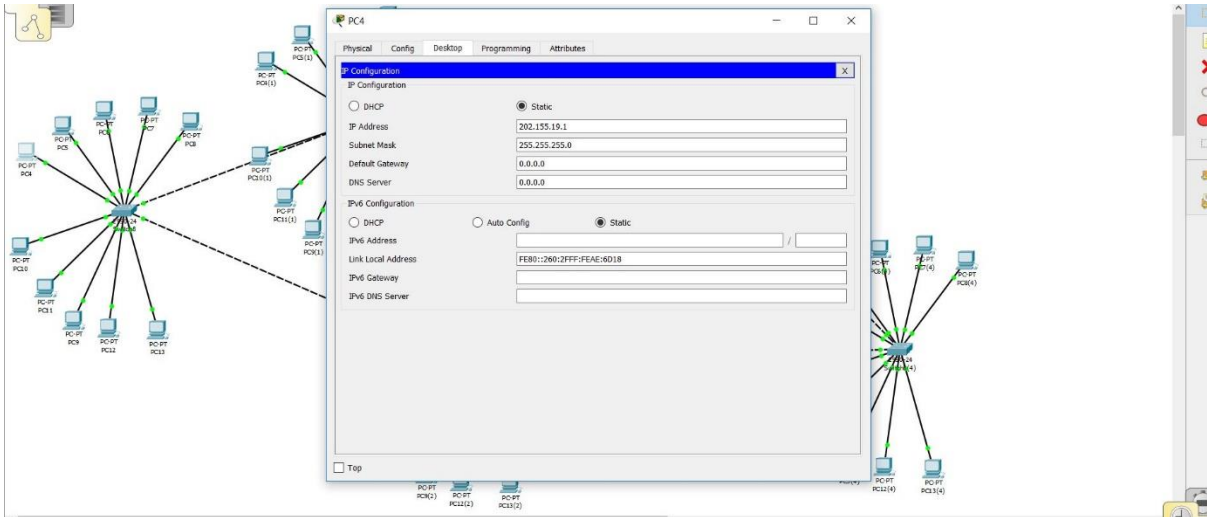 PC4
Physical Config Desktop Programming Attributes
IP Configuration X
IP Configuration
DHCP Static
IP Address 202.155.19.1
Subnet Mask 255.255.255.0
Default Gateway 0.0.0.0
DNS Server 0.0.0.0
IPv6 Configuration
DHCP Auto Config Static
IPv6 Address /
Link Local Address FE80::260:2FFF:FEAE:6D18
IPv6 Gateway
IPv6 DNS Server
Top
PC-PT
PC5(1)
PC-PT
PC-PT
PC10(1)
PC-PT
PC11(1)
PC-PT
PC9(1)
PC-PT
PC7
PC-PT
PC8
PC-PT
PC5
PC-PT
PC4
PC-PT
PC10
PC-PT
PC11
PC-PT
PC9
PC-PT
PC12
PC-PT
PC13
PC-PT
PC9(2)
PC-PT
PC12(2)
PC-PT
PC13(2)
PC-PT
PC7(4)
PC-PT
PC8(4)
PC-PT
PC12(4)
PC-PT
PC13(4)